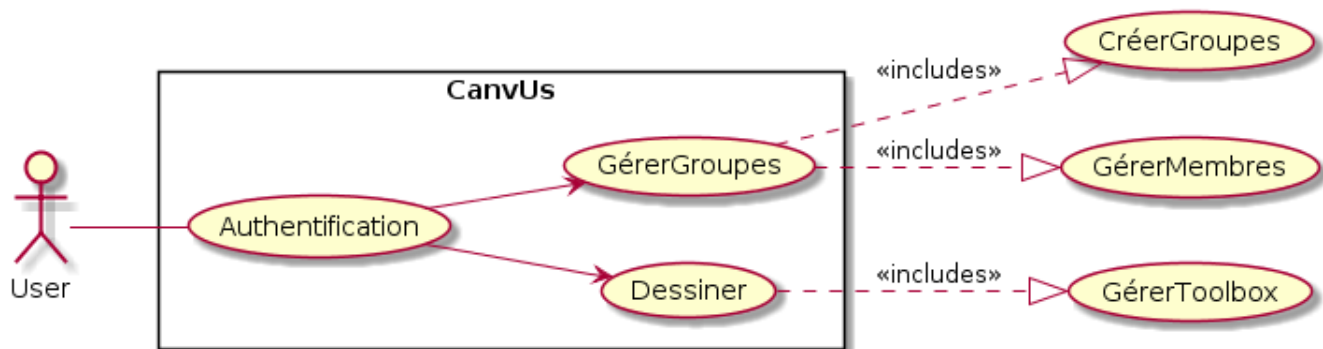 CréerGroupes
«includes»
CanvUs
GérerGroupes
«includes»
GérerMembres
Authentification
User
Dessiner
«includes»
GérerToolbox